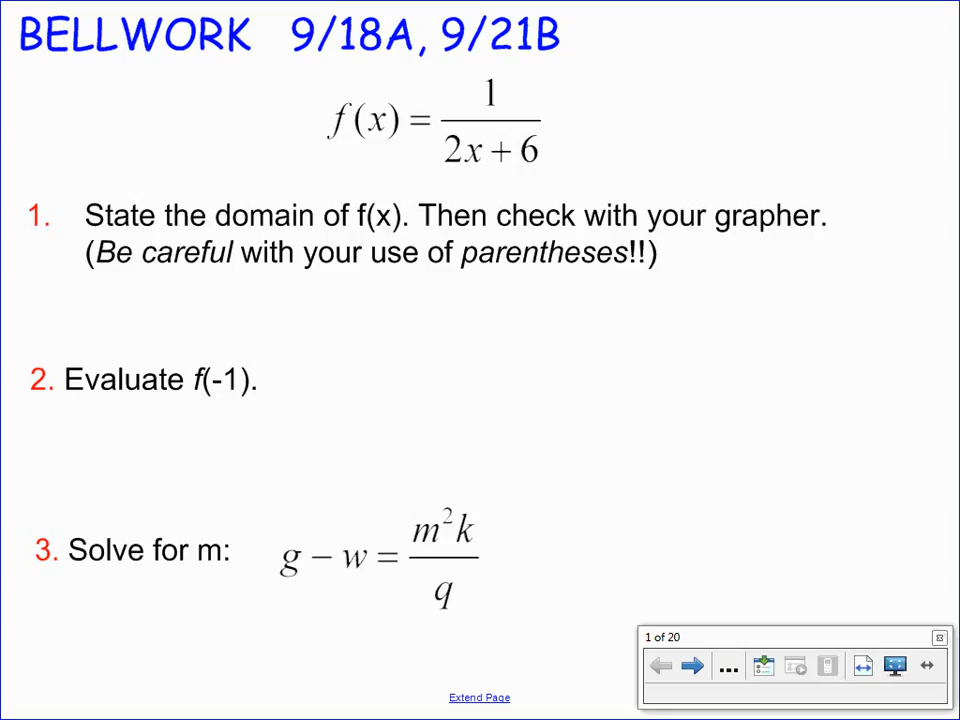 BELLWORK 9/18A, 9/21B
f(x) = 1/(2x + 6)
1. State the domain of f(x). Then check with your grapher.
(Be careful with your use of parentheses!!)
2. Evaluate f(-1).
3. Solve for m: g − w = m²k/q
1 of 20
...
Extend Page